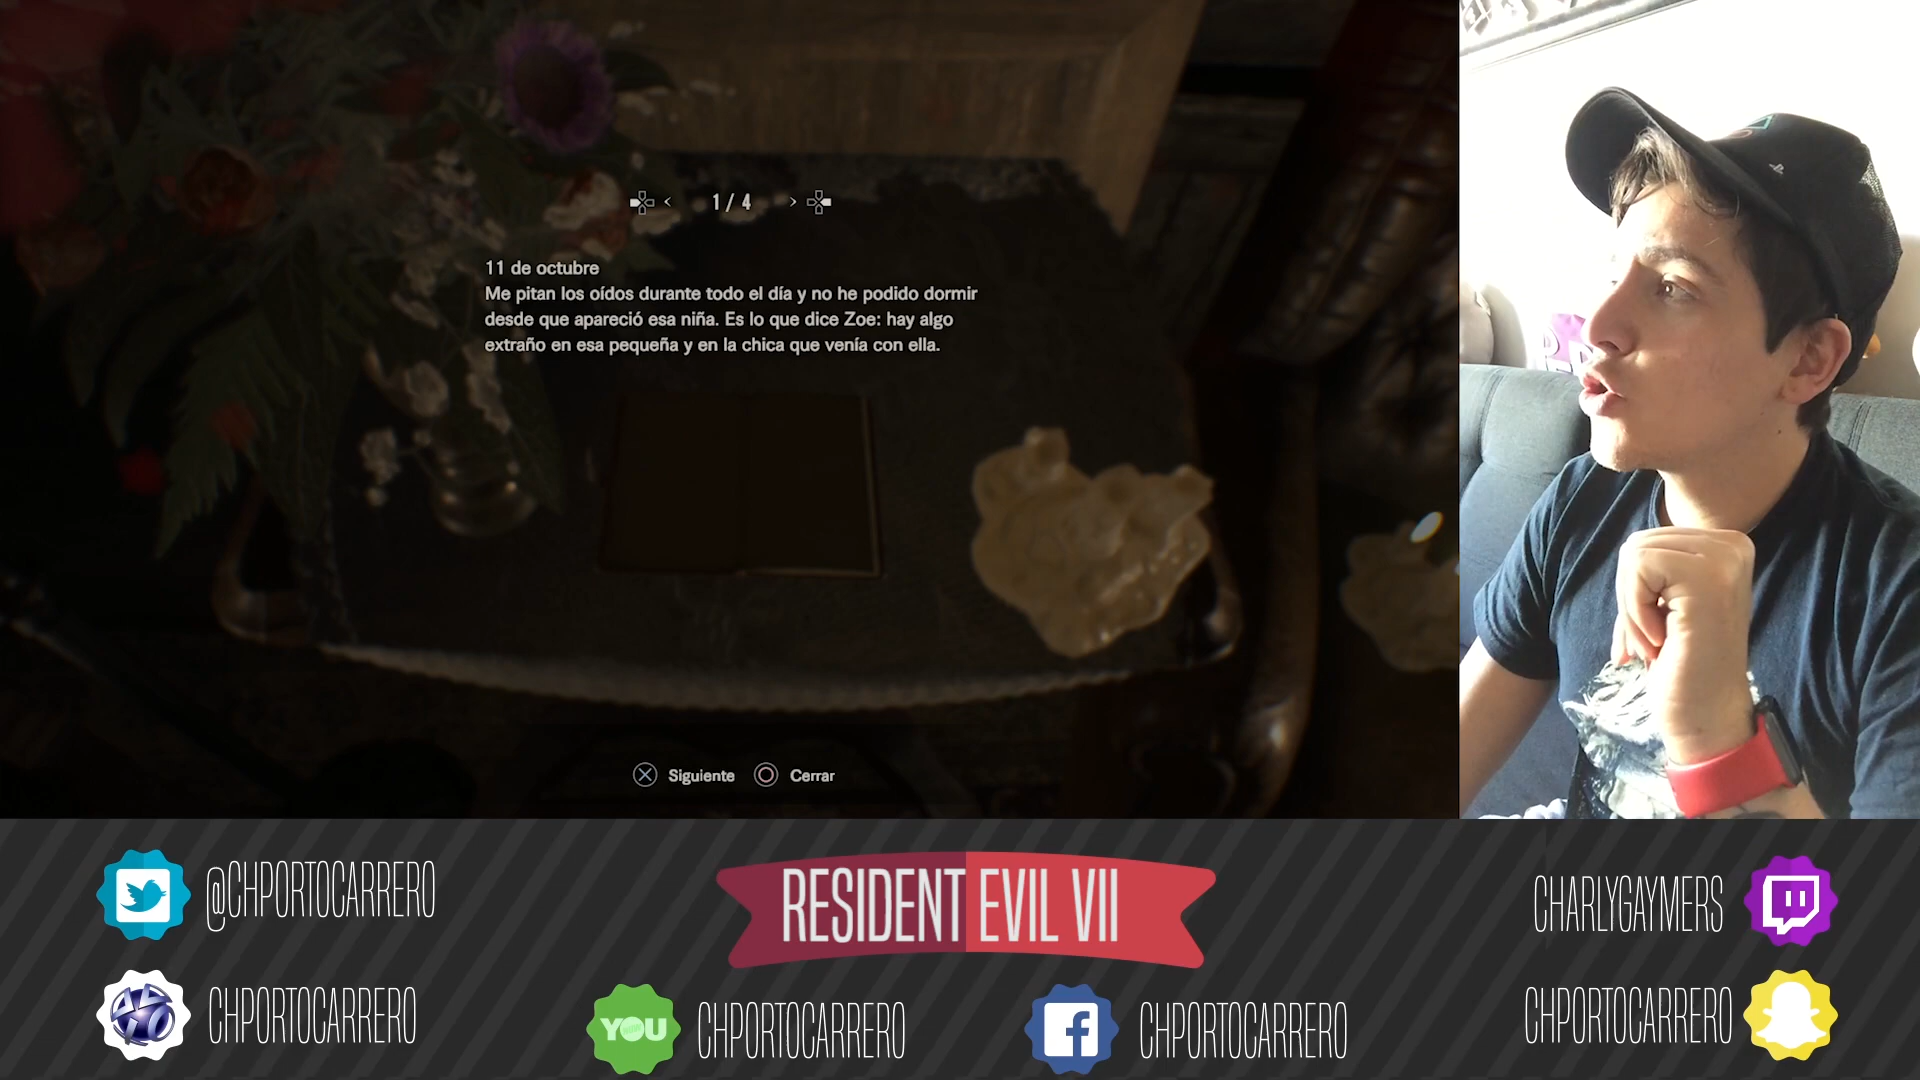 < 1 / 4 >
11 de octubre
Me pitan los oídos durante todo el día y no he podido dormir
desde que apareció esa niña. Es lo que dice Zoe: hay algo
extraño en esa pequeña y en la chica que venía con ella.
Siguiente Cerrar
@CHPORTOCARRERO
RESIDENT EVIL VII
CHARLYGAYMERS
CHPORTOCARRERO
YOU CHPORTOCARRERO
CHPORTOCARRERO
CHPORTOCARRERO